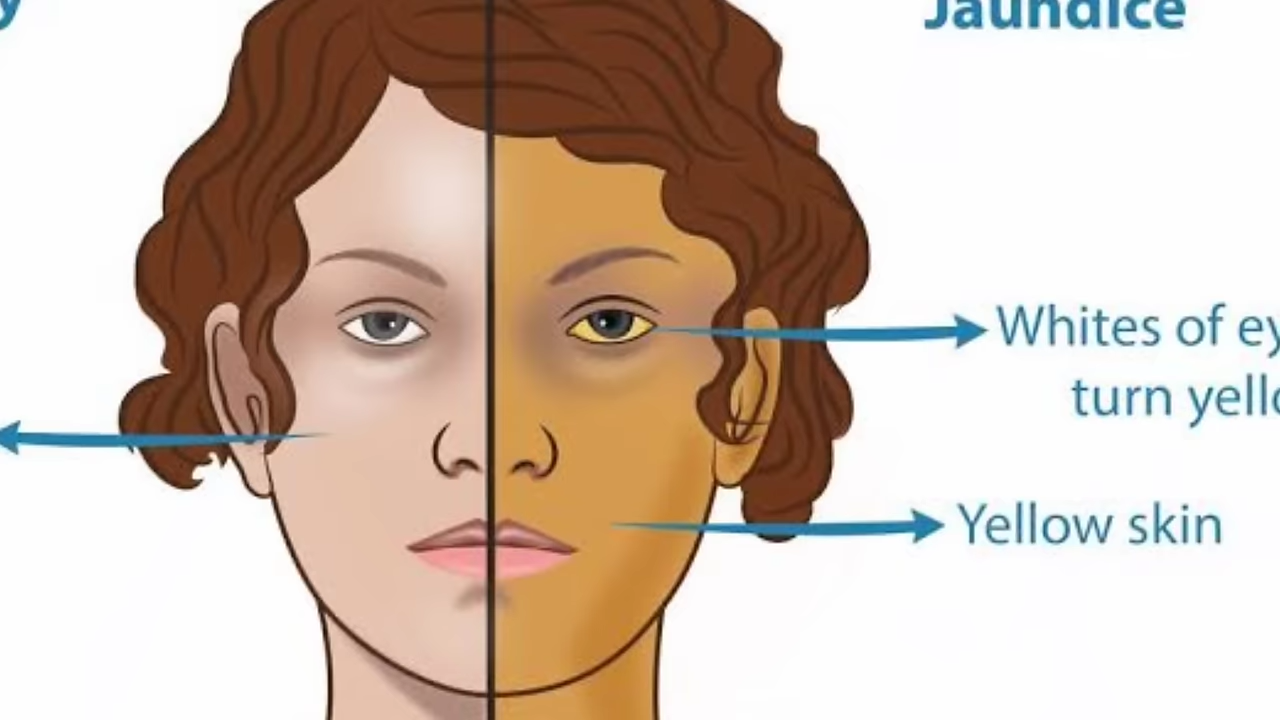 y
Jaundice
Whites of ey
turn yello
Yellow skin